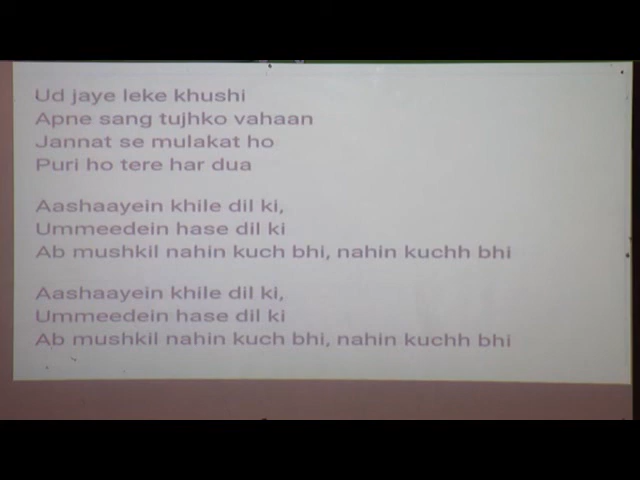 Ud jaye leke khushi
Apne sang tujhko vahaan
Jannat se mulakat ho
Puri ho tere har dua
Aashaayein khile dil ki,
Ummeedein hase dil ki
Ab mushkil nahin kuch bhi, nahin kuchh bhi
Aashaayein khile dil ki,
Ummeedein hase dil ki
Ab mushkil nahin kuch bhi, nahin kuchh bhi